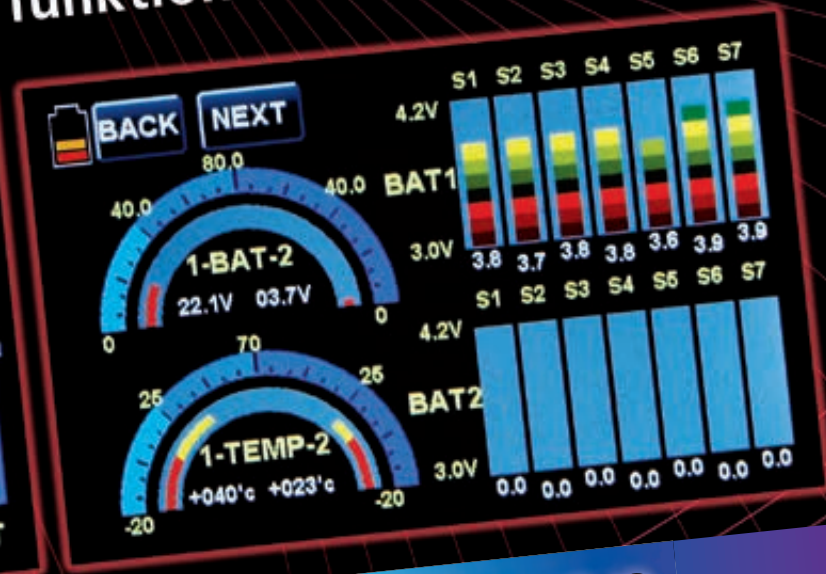 BACK NEXT
80.0
40.0 40.0
1-BAT-2
22.1V 03.7V
0 0
70
25 25
1-TEMP-2
+040'c +023'c
-20 -20
S1 S2 S3 S4 S5 S6 S7
4.2V
BAT1
3.0V
3.8 3.7 3.8 3.8 3.6 3.9 3.9
S1 S2 S3 S4 S5 S6 S7
4.2V
BAT2
3.0V
0.0 0.0 0.0 0.0 0.0 0.0 0.0